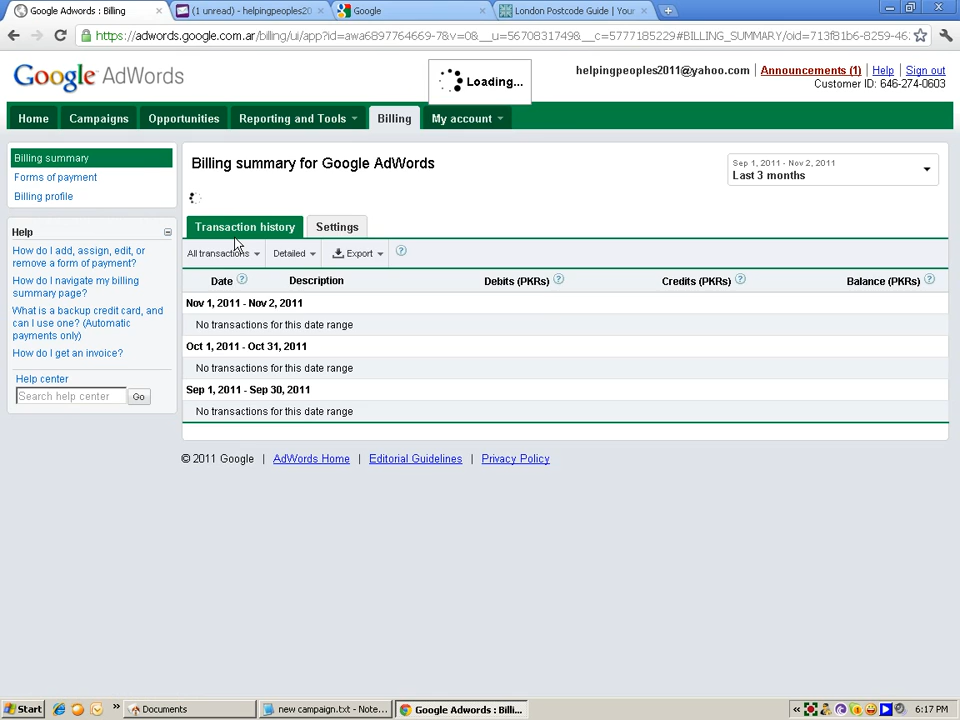 Google Adwords : Billing
(1 unread) - helpingpeoples20
Google
London Postcode Guide | Your
https://adwords.google.com.ar/billing/ui/app?id=awa6897764669-7&v=0&__u=5670831749&__c=5777185229#BILLING_SUMMARY/oid=713f81b6-8259-46.
Google AdWords
Loading...
helpingpeoples2011@yahoo.com | Announcements (1) | Help | Sign out
Customer ID: 646-274-0603
Home
Campaigns
Opportunities
Reporting and Tools
Billing
My account
Billing summary
Forms of payment
Billing profile
Help
How do I add, assign, edit, or
remove a form of payment?
How do I navigate my billing
summary page?
What is a backup credit card, and
can I use one? (Automatic
payments only)
How do I get an invoice?
Help center
Search help center
Go
Billing summary for Google AdWords
Sep 1, 2011 - Nov 2, 2011
Last 3 months
Transaction history
Settings
All transactions
Detailed
Export
?
Date ? Description Debits (PKRs) ? Credits (PKRs) ? Balance (PKRs) ?
Nov 1, 2011 - Nov 2, 2011
No transactions for this date range
Oct 1, 2011 - Oct 31, 2011
No transactions for this date range
Sep 1, 2011 - Sep 30, 2011
No transactions for this date range
© 2011 Google | AdWords Home | Editorial Guidelines | Privacy Policy
Start
Documents
new campaign.txt - Note...
Google Adwords : Billi...
6:17 PM